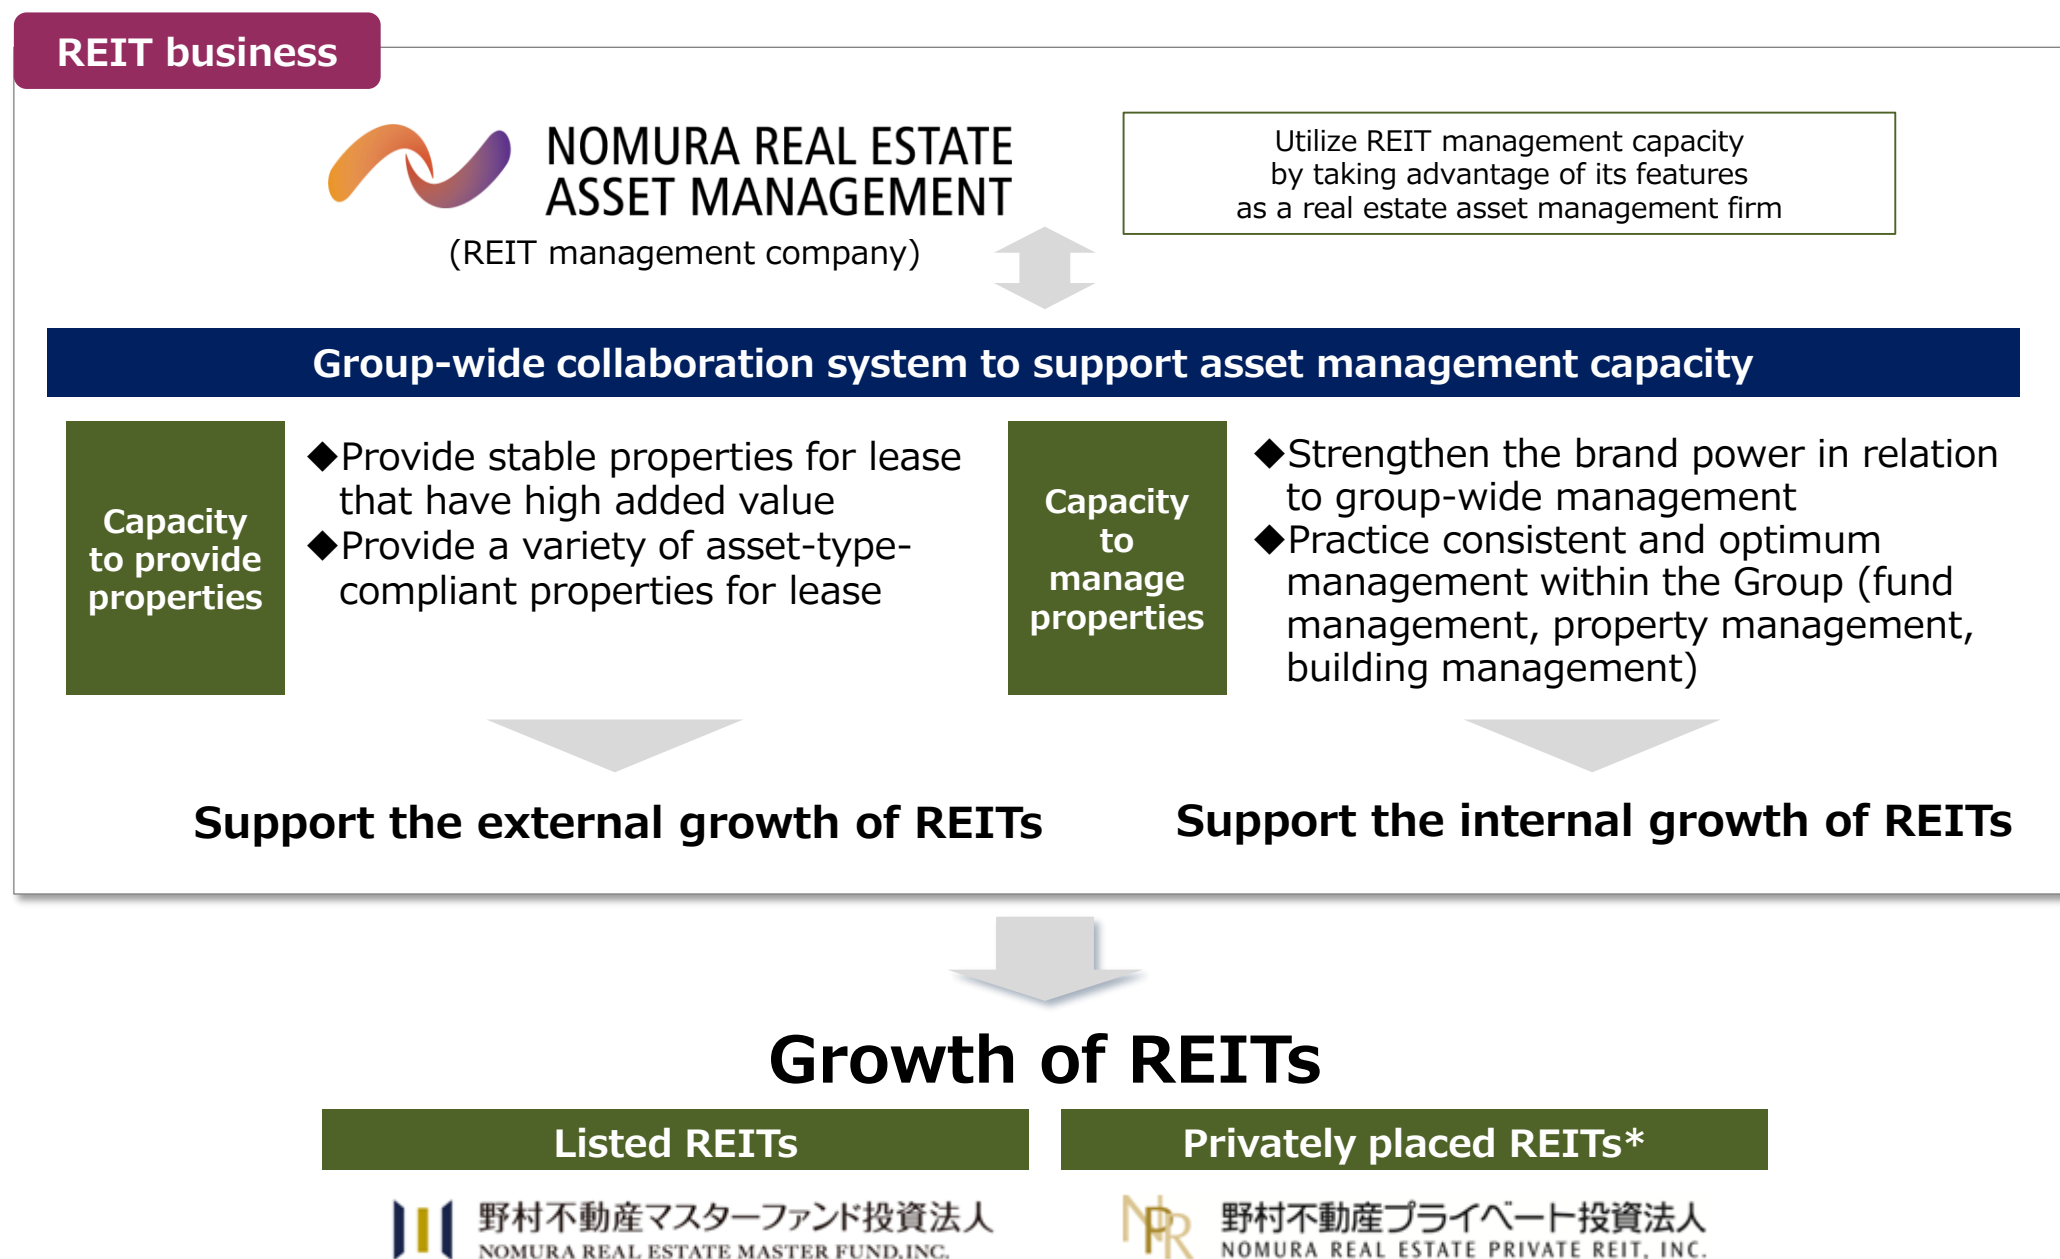 REIT business
NOMURA REAL ESTATE
ASSET MANAGEMENT
(REIT management company)
Utilize REIT management capacity
by taking advantage of its features
as a real estate asset management firm
Group-wide collaboration system to support asset management capacity
Capacity
to provide
properties
◆Provide stable properties for lease
that have high added value
◆Provide a variety of asset-type-
compliant properties for lease
Capacity
to
manage
properties
◆Strengthen the brand power in relation
to group-wide management
◆Practice consistent and optimum
management within the Group (fund
management, property management,
building management)
Support the external growth of REITs
Support the internal growth of REITs
Growth of REITs
Listed REITs
野村不動産マスターファンド投資法人
NOMURA REAL ESTATE MASTER FUND,INC.
Privately placed REITs*
NPR
野村不動産プライベート投資法人
NOMURA REAL ESTATE PRIVATE REIT, INC.